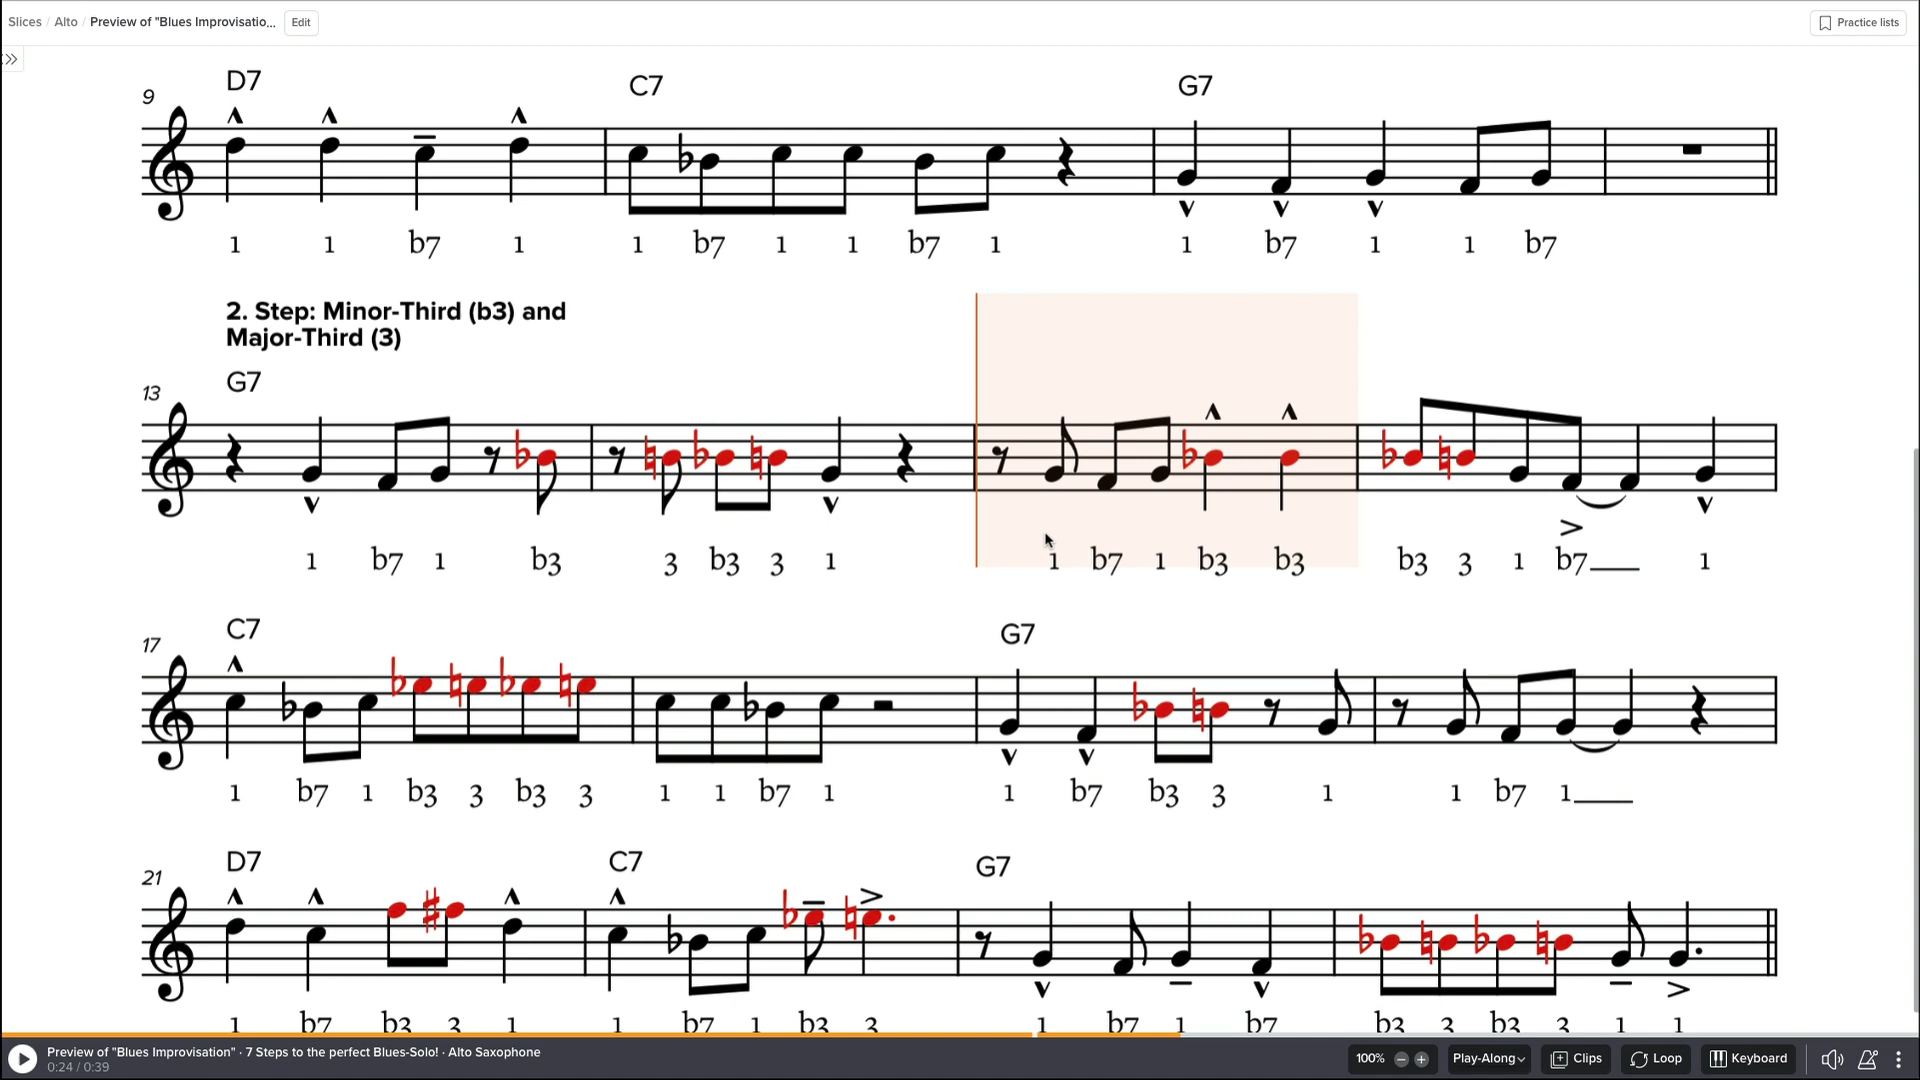 Slices / Alto / Preview of "Blues Improvisatio... Edit Practice lists
9 D7 C7 G7
1 1 b7 1 1 b7 1 1 b7 1 1 b7 1 1 b7
2. Step: Minor-Third (b3) and
Major-Third (3)
G7
13
1 b7 1 b3 3 b3 3 1 1 b7 1 b3 b3 b3 3 1 b7 1
17 C7 G7
1 b7 1 b3 3 b3 3 1 1 b7 1 1 b7 b3 3 1 1 b7 1
21 D7 C7 G7
1 b7 b3 3 1 1 b7 1 b3 3 1 b7 1 b7 b3 3 b3 3 1 1
Preview of "Blues Improvisation" · 7 Steps to the perfect Blues-Solo! · Alto Saxophone
0:24 / 0:39
100% Play-Along Clips Loop Keyboard